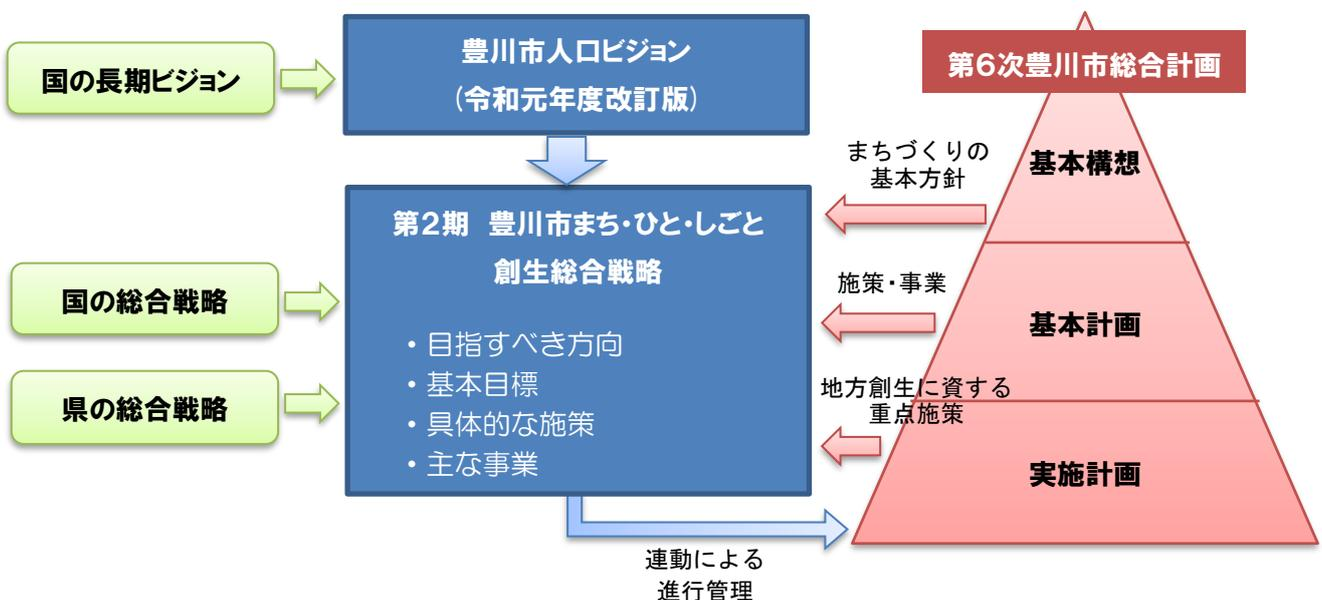 国の長期ビジョン
豊川市人口ビジョン
(令和元年度改訂版)
第6次豊川市総合計画
まちづくりの
基本方針
基本構想
第2期 豊川市まち・ひと・しごと
創生総合戦略
国の総合戦略
施策・事業
基本計画
・目指すべき方向
・基本目標
・具体的な施策
・主な事業
県の総合戦略
地方創生に資する
重点施策
実施計画
連動による
進行管理